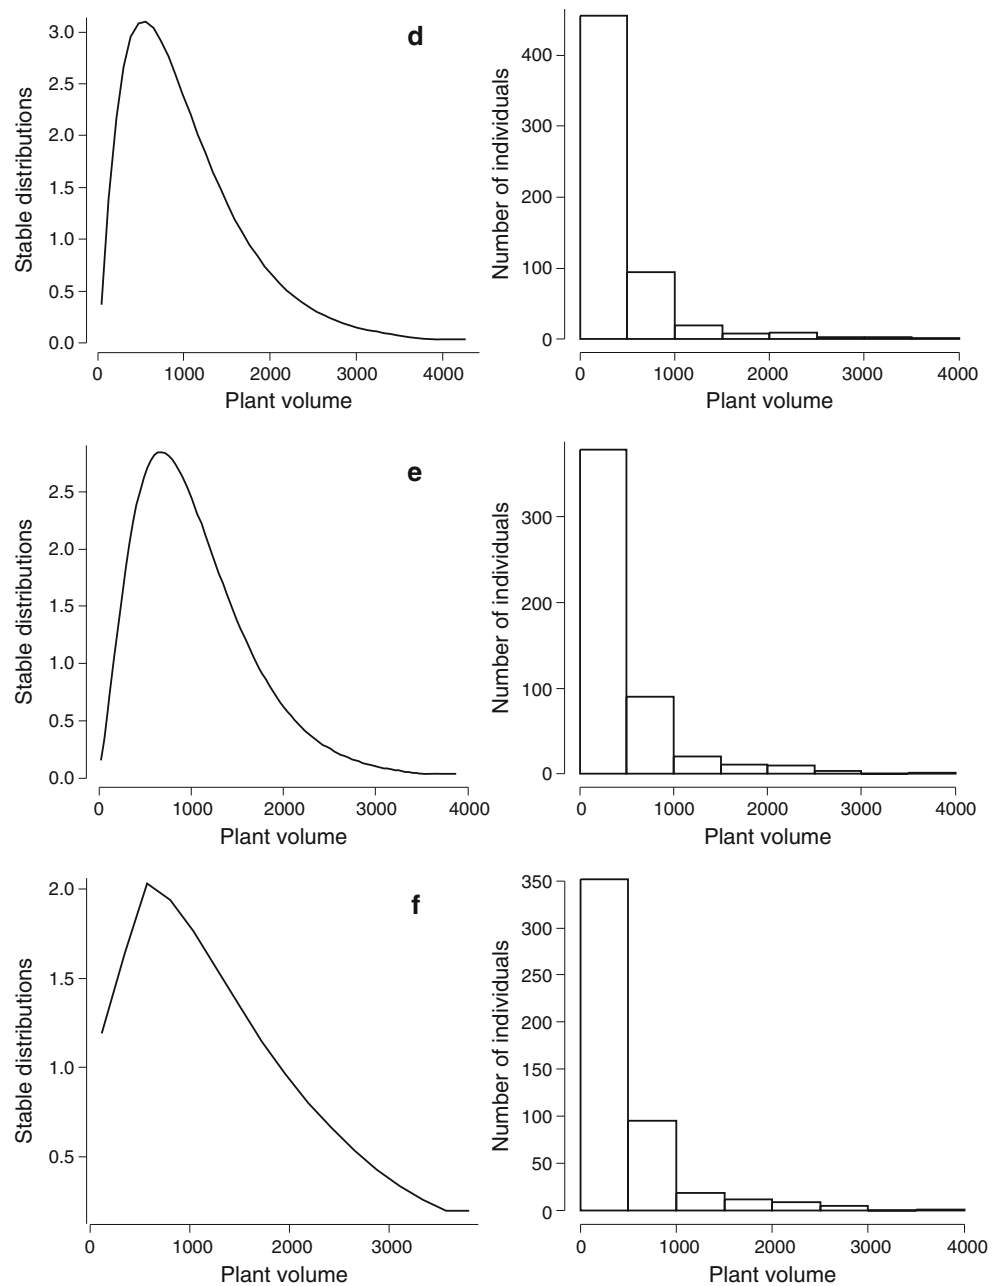 d
Stable distributions
3.0
2.5
2.0
1.5
1.0
0.5
0.0
0 1000 2000 3000 4000
Plant volume
Number of individuals
400
300
200
100
0
0 1000 2000 3000 4000
Plant volume
e
Stable distributions
2.5
2.0
1.5
1.0
0.5
0.0
0 1000 2000 3000 4000
Plant volume
Number of individuals
300
200
100
0
0 1000 2000 3000 4000
Plant volume
f
Stable distributions
2.0
1.5
1.0
0.5
0 1000 2000 3000
Plant volume
Number of individuals
350
300
250
200
150
100
50
0
0 1000 2000 3000 4000
Plant volume